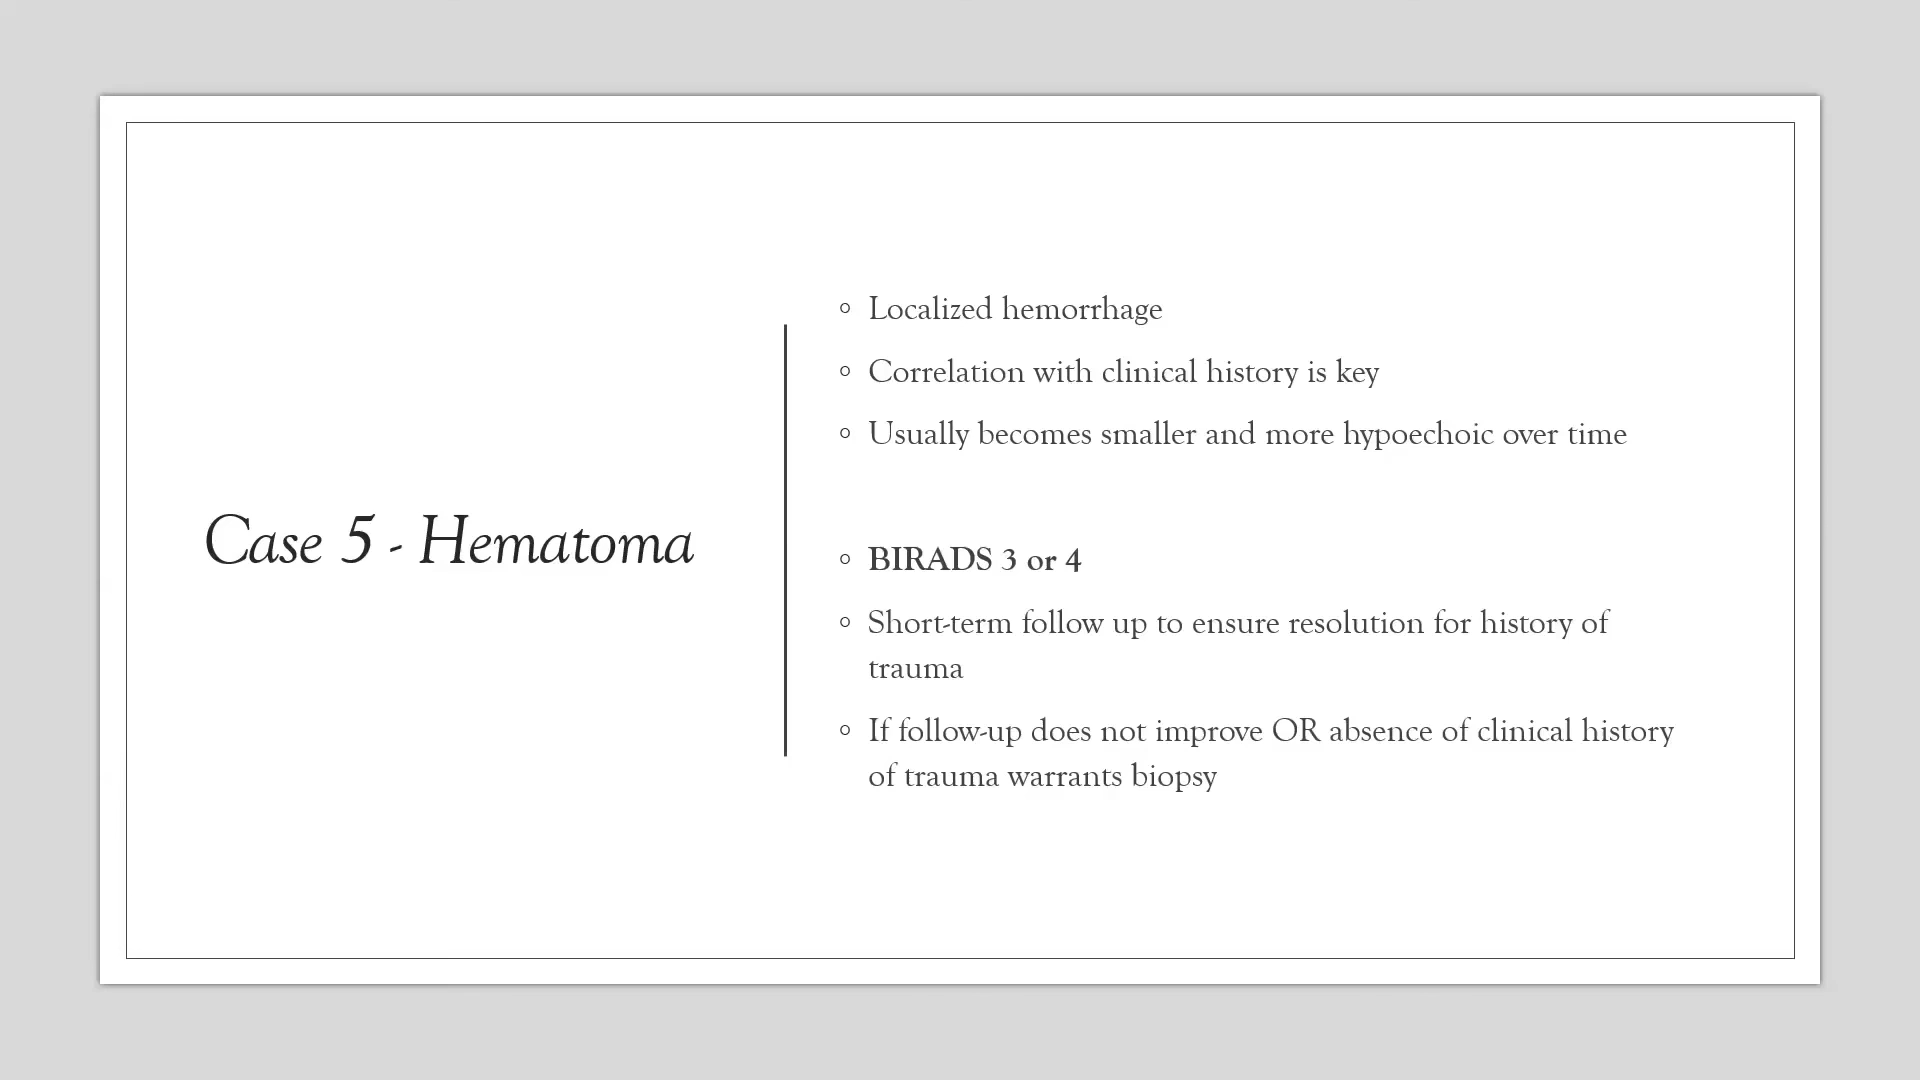 Case 5 - Hematoma
Localized hemorrhage
Correlation with clinical history is key
Usually becomes smaller and more hypoechoic over time
BIRADS 3 or 4
Short-term follow up to ensure resolution for history of
trauma
If follow-up does not improve OR absence of clinical history
of trauma warrants biopsy